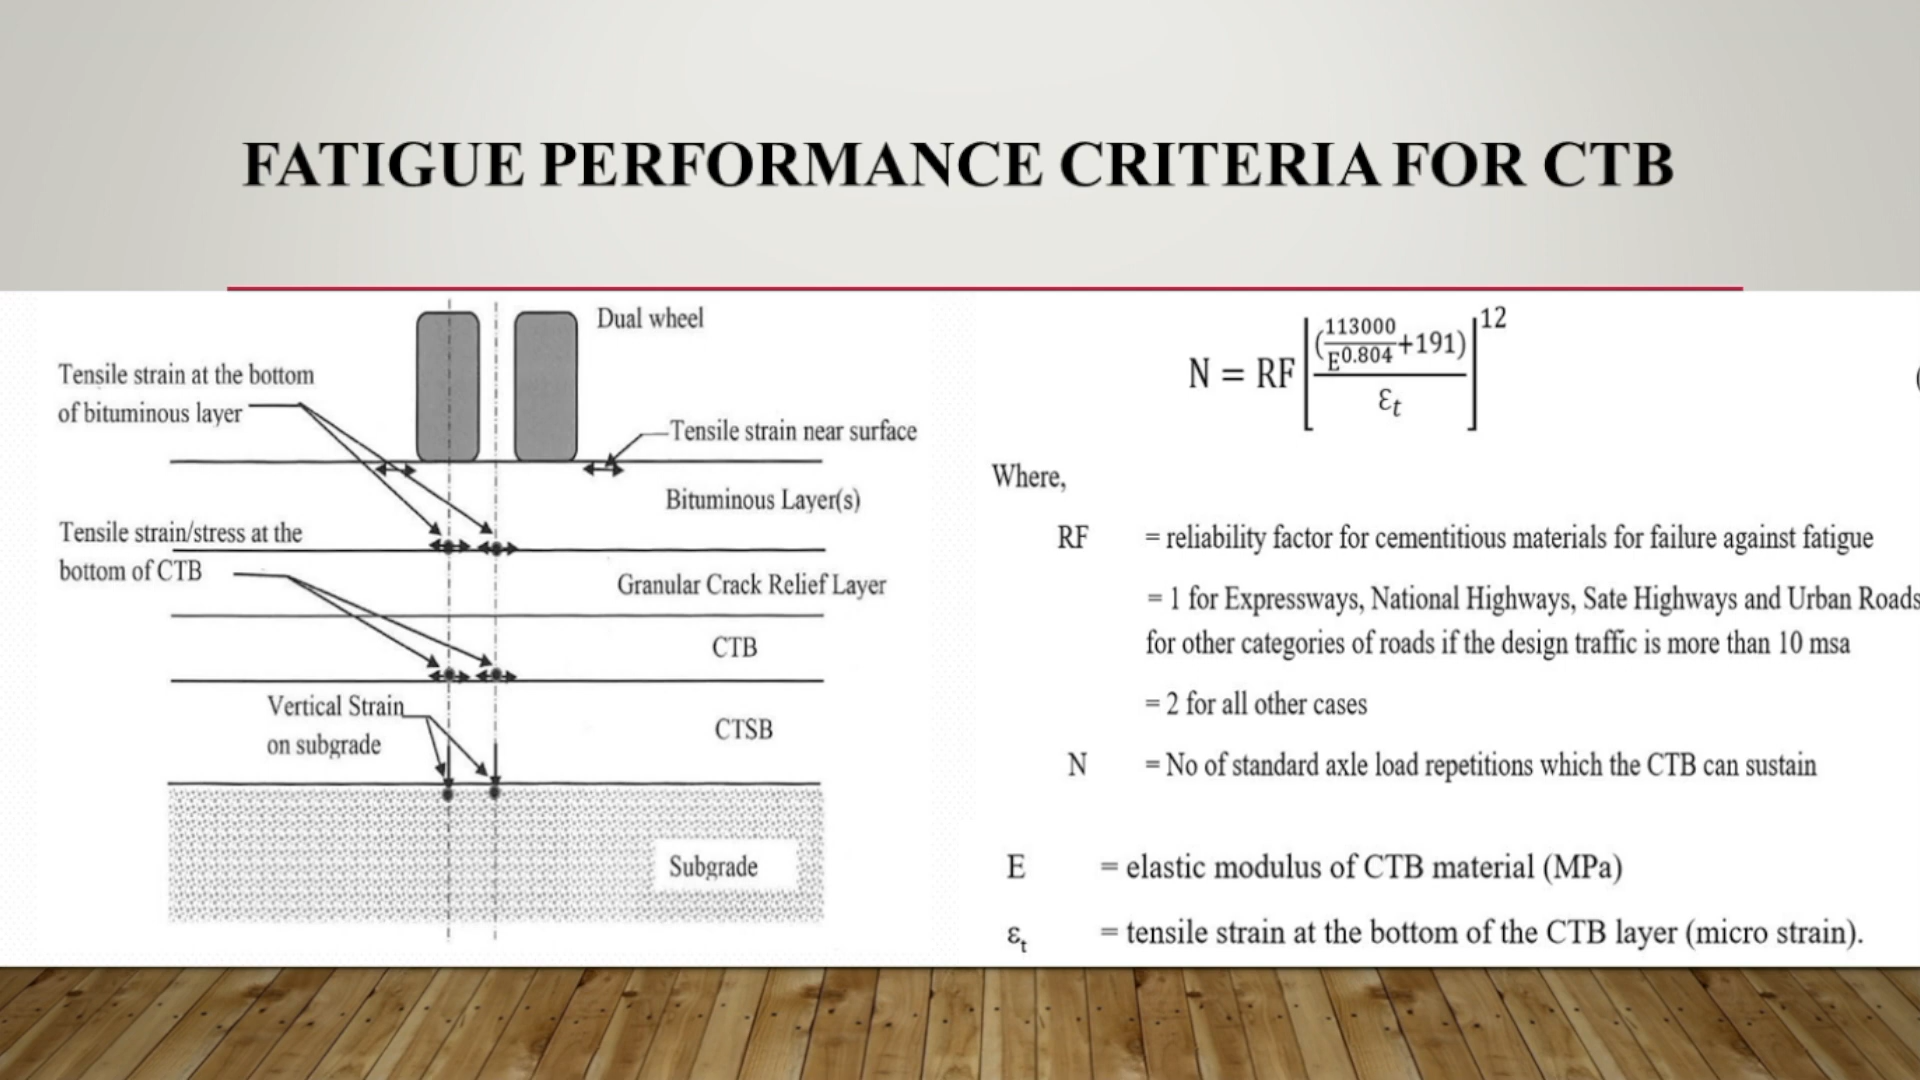 FATIGUE PERFORMANCE CRITERIA FOR CTB
Dual wheel
Tensile strain at the bottom
of bituminous layer
Tensile strain near surface
Bituminous Layer(s)
Tensile strain/stress at the
bottom of CTB
Granular Crack Relief Layer
CTB
Vertical Strain
on subgrade
CTSB
Subgrade
N = RF [((113000/E^0.804)+191)/ε_t]^12
(
Where,
RF = reliability factor for cementitious materials for failure against fatigue
= 1 for Expressways, National Highways, Sate Highways and Urban Roads
for other categories of roads if the design traffic is more than 10 msa
= 2 for all other cases
N = No of standard axle load repetitions which the CTB can sustain
E = elastic modulus of CTB material (MPa)
ε_t = tensile strain at the bottom of the CTB layer (micro strain).